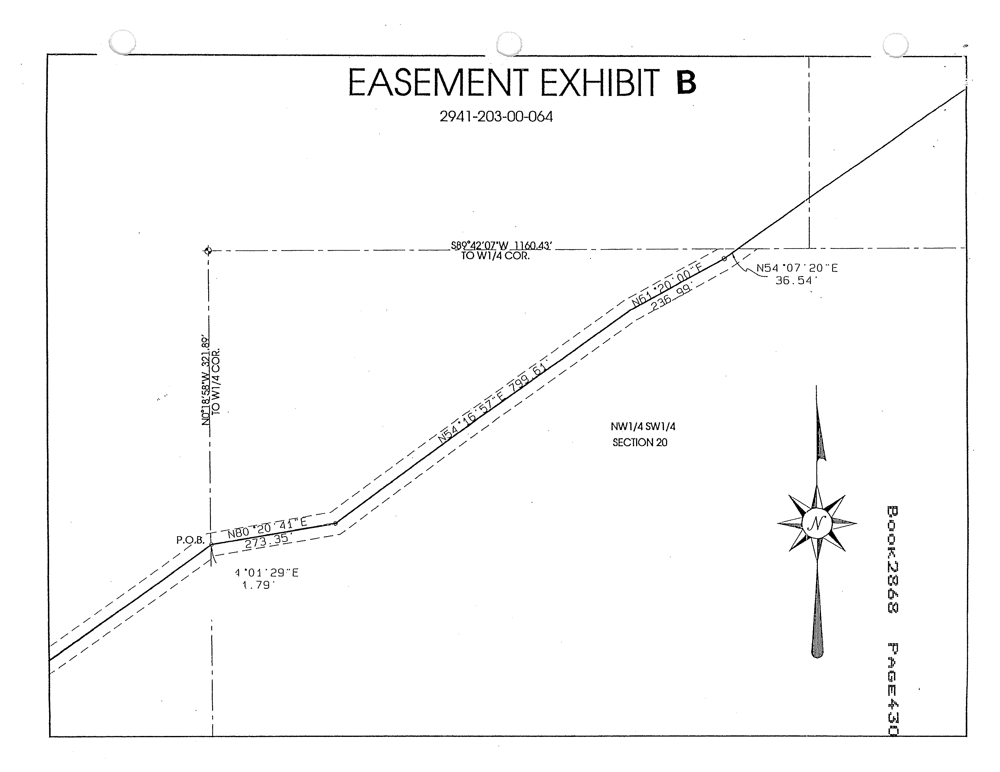 EASEMENT EXHIBIT B
2941-203-00-064
S89°42'07"W 1160.43'
TO W1/4 COR.
N54°07'20"E
36.54'
N61°20'00"E
236.99'
N0°18'58"W 321.89'
TO W1/4 COR.
N54°16'57"E 799.61'
NW1/4 SW1/4
SECTION 20
N
P.O.B.
N80°20'41"E
273.35'
4°01'29"E
1.79'
BOOK2868 PAGE430